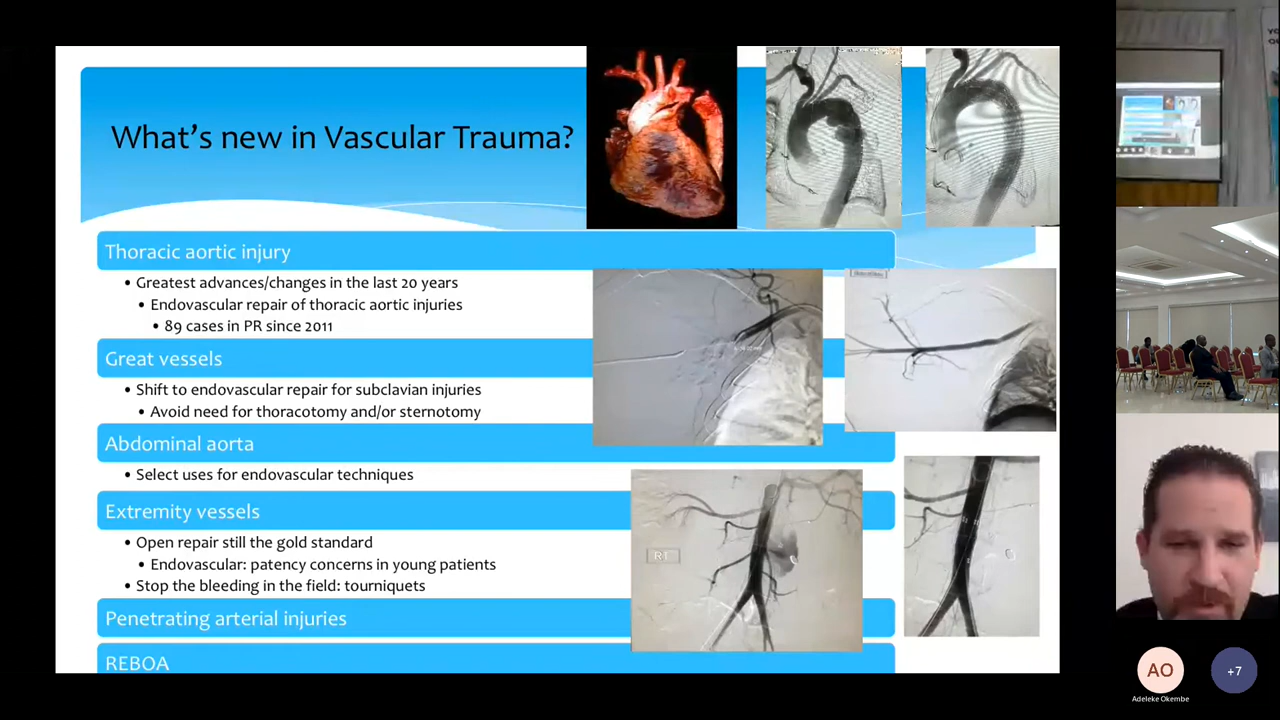 What's new in Vascular Trauma?
Thoracic aortic injury
• Greatest advances/changes in the last 20 years
• Endovascular repair of thoracic aortic injuries
• 89 cases in PR since 2011
Great vessels
• Shift to endovascular repair for subclavian injuries
• Avoid need for thoracotomy and/or sternotomy
Abdominal aorta
• Select uses for endovascular techniques
Extremity vessels
• Open repair still the gold standard
• Endovascular: patency concerns in young patients
• Stop the bleeding in the field: tourniquets
Penetrating arterial injuries
REBOA
AO
+7
Adeleke Okembe